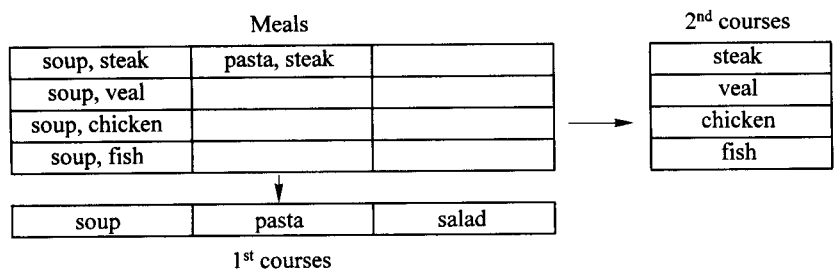 Meals
2nd courses
soup, steak pasta, steak
soup, veal
soup, chicken
soup, fish
steak
veal
chicken
fish
soup pasta salad
1st courses